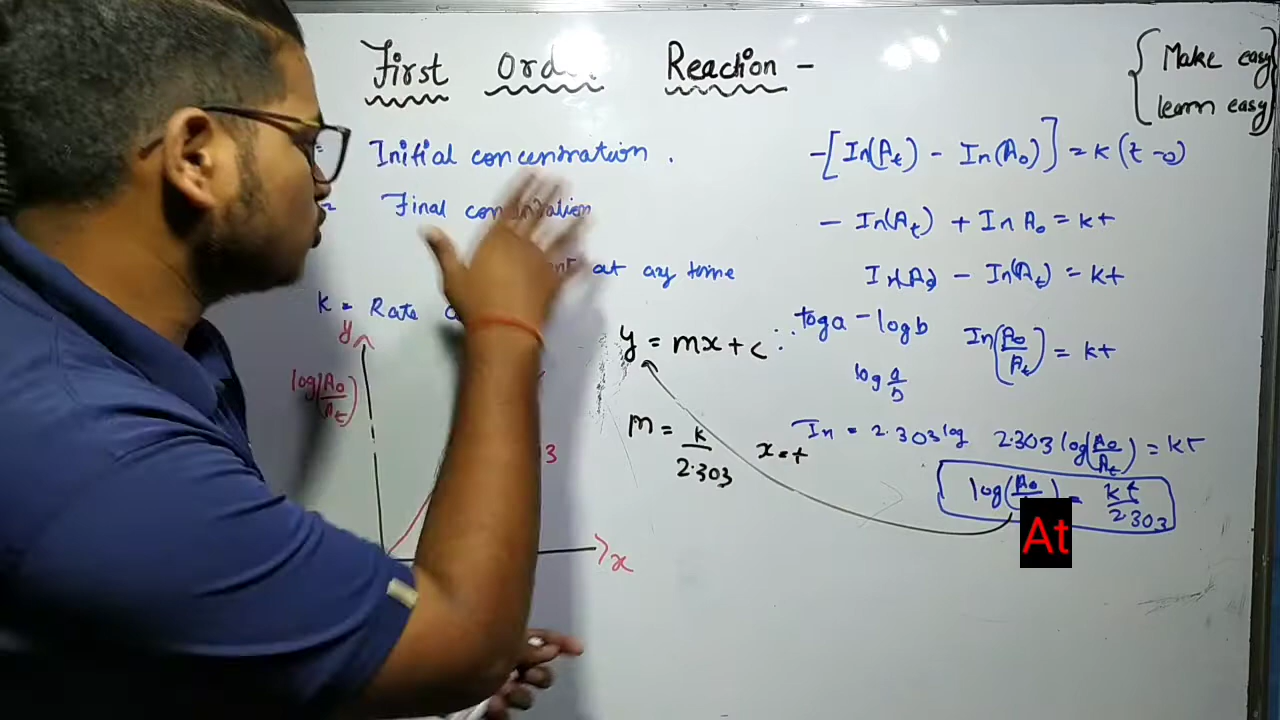 First Order Reaction -
{ Make easy
learn easy }
= Initial concentration .
= Final concentration
at any time
K = Rate
y
log(A₀/Aₜ)
3
x
y = mx + c
m = k/2.303
x = t
-[In(Aₜ) - In(A₀)] = k (t - 0)
- In(Aₜ) + In A₀ = kt
In(A₀) - In(Aₜ) = kt
∴ log a - log b
log a/b
In(A₀/Aₜ) = kt
In = 2.303 log
2.303 log(A₀/Aₜ) = kt
log(A₀/ ) = kt/2.303
At